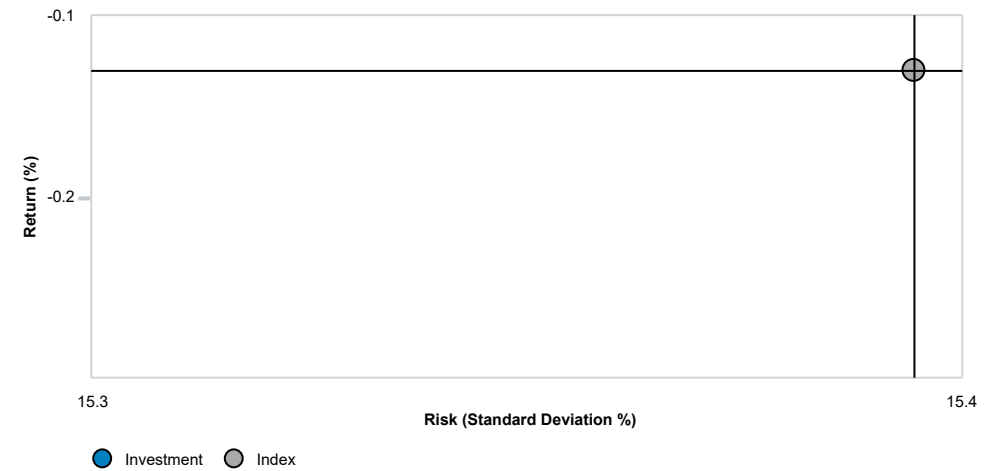 -0.1
Return (%)
-0.2
15.3
15.4
Risk (Standard Deviation %)
Investment Index